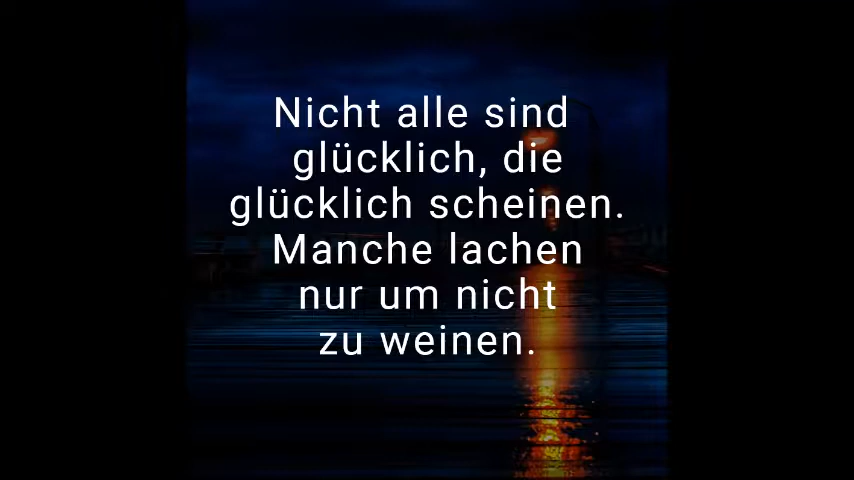 Nicht alle sind
glücklich, die
glücklich scheinen.
Manche lachen
nur um nicht
zu weinen.